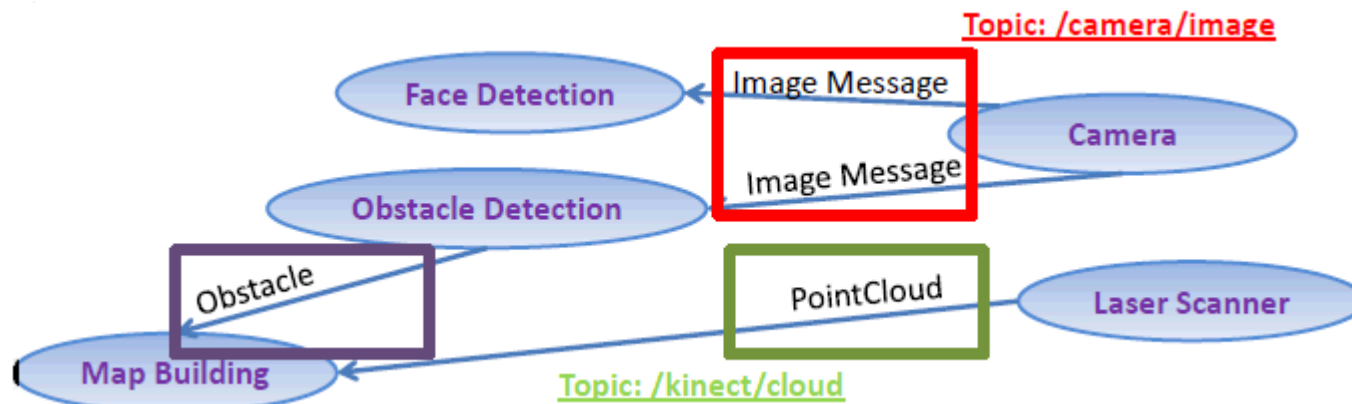 Topic: /camera/image
Image Message
Face Detection
Camera
Image Message
Obstacle Detection
Obstacle
PointCloud
Laser Scanner
Map Building
Topic: /kinect/cloud